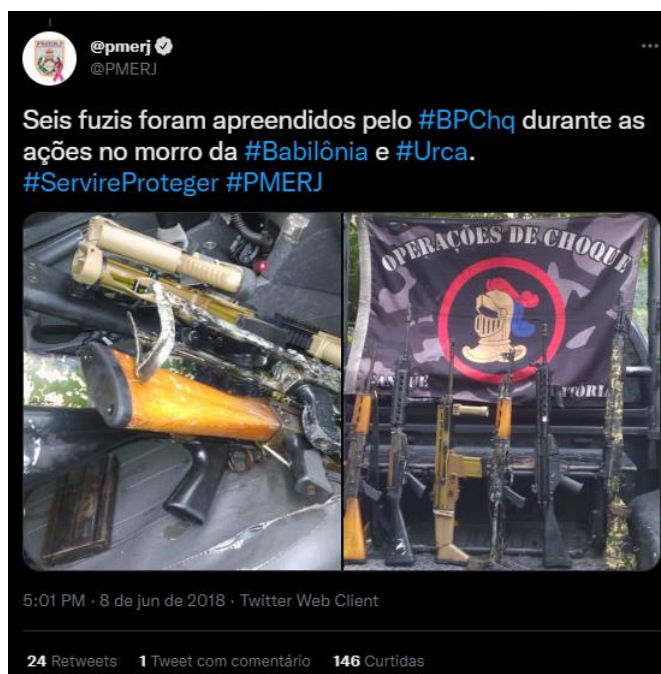 @pmerj
@PMERJ
Seis fuzis foram apreendidos pelo #BPChq durante as
ações no morro da #Babilônia e #Urca.
#ServireProteger #PMERJ
OPERAÇÕES DE CHOQUE
5:01 PM · 8 de jun de 2018 · Twitter Web Client
24 Retweets 1 Tweet com comentário 146 Curtidas